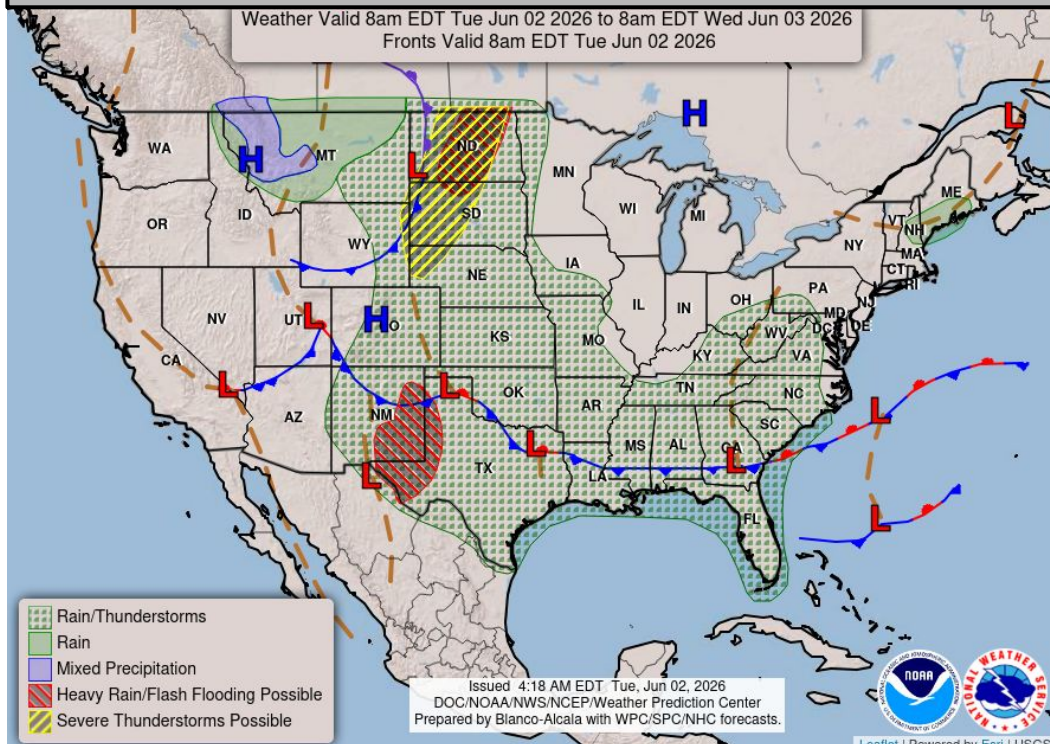 Weather Valid 8am EDT Tue Jun 02 2026 to 8am EDT Wed Jun 03 2026
Fronts Valid 8am EDT Tue Jun 02 2026
H
L
WA
H
MT
L
ND
MN
ME
OR
ID
WY
SD
WI
MI
VT
NH
NY
MA
CT
RI
NE
IA
PA
NJ
NV
UT
L
H
O
IL
IN
OH
MD
DE
DC
WV
VA
KS
MO
KY
CA
L
AZ
NM
L
OK
TN
NC
AR
L
SC
L
MS
AL
GA
L
TX
L
LA
FL
L
Rain/Thunderstorms
Rain
Mixed Precipitation
Heavy Rain/Flash Flooding Possible
Severe Thunderstorms Possible
Issued 4:18 AM EDT Tue, Jun 02, 2026
DOC/NOAA/NWS/NCEP/Weather Prediction Center
Prepared by Blanco-Alcala with WPC/SPC/NHC forecasts.
NOAA
NATIONAL WEATHER SERVICE
Leaflet | Powered by Esri | USGS